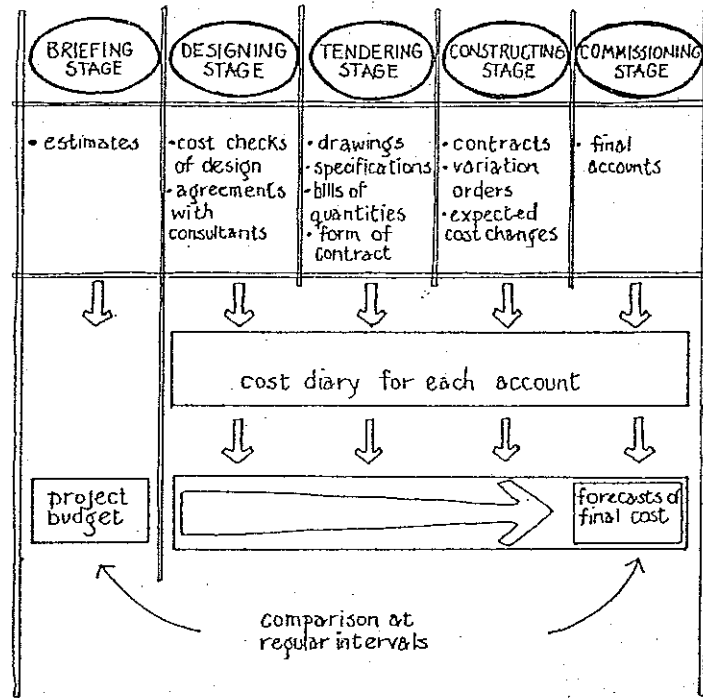 BRIEFING
STAGE
DESIGNING
STAGE
TENDERING
STAGE
CONSTRUCTING
STAGE
COMMISSIONING
STAGE
• estimates
• cost checks
of design
• agreements
with
consultants
• drawings
• specifications
• bills of
quantities
• form of
contract
• contracts
• variation
orders
• expected
cost changes
• final
accounts
cost diary for each account
project
budget
forecasts of
final cost
comparison at
regular intervals